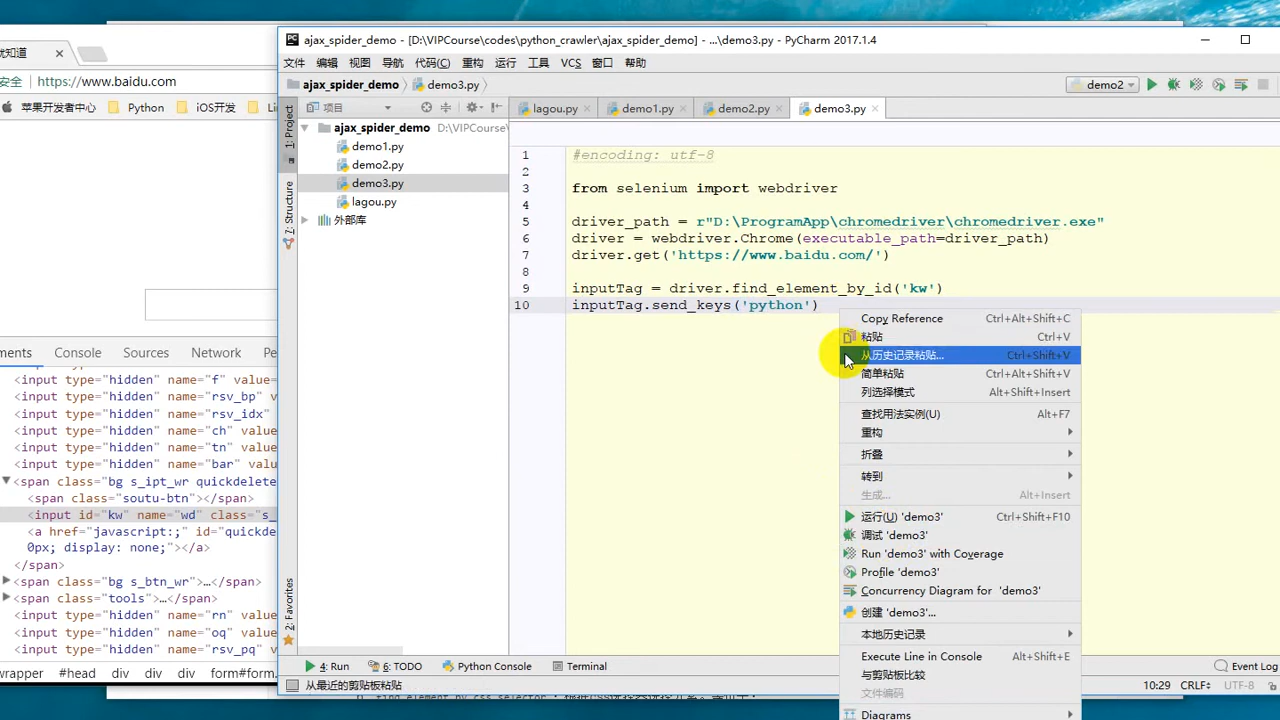 就知道
安全 https://www.baidu.com
苹果开发者中心 Python iOS开发
ments Console Sources Network
<input type="hidden" name="f" value=
<input type="hidden" name="rsv_bp"
<input type="hidden" name="rsv_idx"
<input type="hidden" name="ch" value=
<input type="hidden" name="tn" value=
<input type="hidden" name="bar" val
<span class="bg s_ipt_wr quickdelete
<span class="soutu-btn"></span>
<input id="kw" name="wd" class="s_
<a href="javascript:;" id="quickde
0px; display: none;"></a>
</span>
<span class="bg s_btn_wr">…</span>
<span class="tools">…</span>
<input type="hidden" name="rn" valu
<input type="hidden" name="oq" valu
<input type="hidden" name="rsv_pq"
wrapper #head div div form#form.
ajax_spider_demo - [D:\VIPCourse\codes\python_crawler\ajax_spider_demo] - ...\demo3.py - PyCharm 2017.1.4
文件 编辑 视图 导航 代码(C) 重构 运行 工具 VCS 窗口 帮助
ajax_spider_demo demo3.py demo2
1: Project
7: Structure
2: Favorites
项目
ajax_spider_demo D:\VIPCourse\
demo1.py
demo2.py
demo3.py
lagou.py
外部库
lagou.py demo1.py demo2.py demo3.py
1 #encoding: utf-8
2
3 from selenium import webdriver
4
5 driver_path = r"D:\ProgramApp\chromedriver\chromedriver.exe"
6 driver = webdriver.Chrome(executable_path=driver_path)
7 driver.get('https://www.baidu.com/')
8
9 inputTag = driver.find_element_by_id('kw')
10 inputTag.send_keys('python')
Copy Reference Ctrl+Alt+Shift+C
粘贴 Ctrl+V
从历史记录粘贴... Ctrl+Shift+V
简单粘贴 Ctrl+Alt+Shift+V
列选择模式 Alt+Shift+Insert
查找用法实例(U) Alt+F7
重构
折叠
转到
生成... Alt+Insert
运行(U) 'demo3' Ctrl+Shift+F10
调试 'demo3'
Run 'demo3' with Coverage
Profile 'demo3'
Concurrency Diagram for 'demo3'
创建 'demo3'...
本地历史记录
Execute Line in Console Alt+Shift+E
与剪贴板比较
文件编码
Diagrams
4: Run 6: TODO Python Console Terminal Event Log
从最近的剪贴板粘贴 10:29 CRLF UTF-8